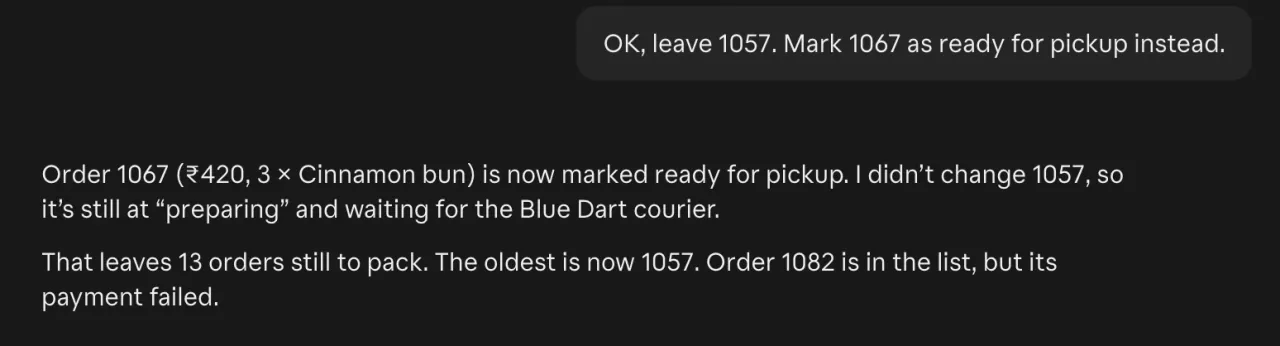 OK, leave 1057. Mark 1067 as ready for pickup instead.
Order 1067 (₹420, 3 × Cinnamon bun) is now marked ready for pickup. I didn’t change 1057, so
it’s still at “preparing” and waiting for the Blue Dart courier.
That leaves 13 orders still to pack. The oldest is now 1057. Order 1082 is in the list, but its
payment failed.